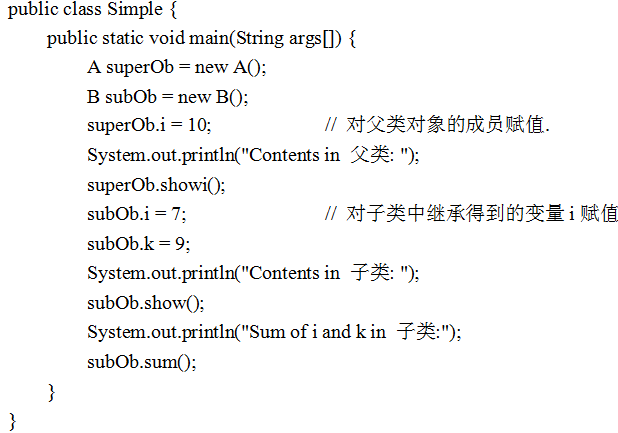 public class Simple {
public static void main(String args[]) {
A superOb = new A();
B subOb = new B();
superOb.i = 10; // 对父类对象的成员赋值.
System.out.println("Contents in 父类: ");
superOb.showi();
subOb.i = 7; // 对子类中继承得到的变量 i 赋值
subOb.k = 9;
System.out.println("Contents in 子类: ");
subOb.show();
System.out.println("Sum of i and k in 子类:");
subOb.sum();
}
}